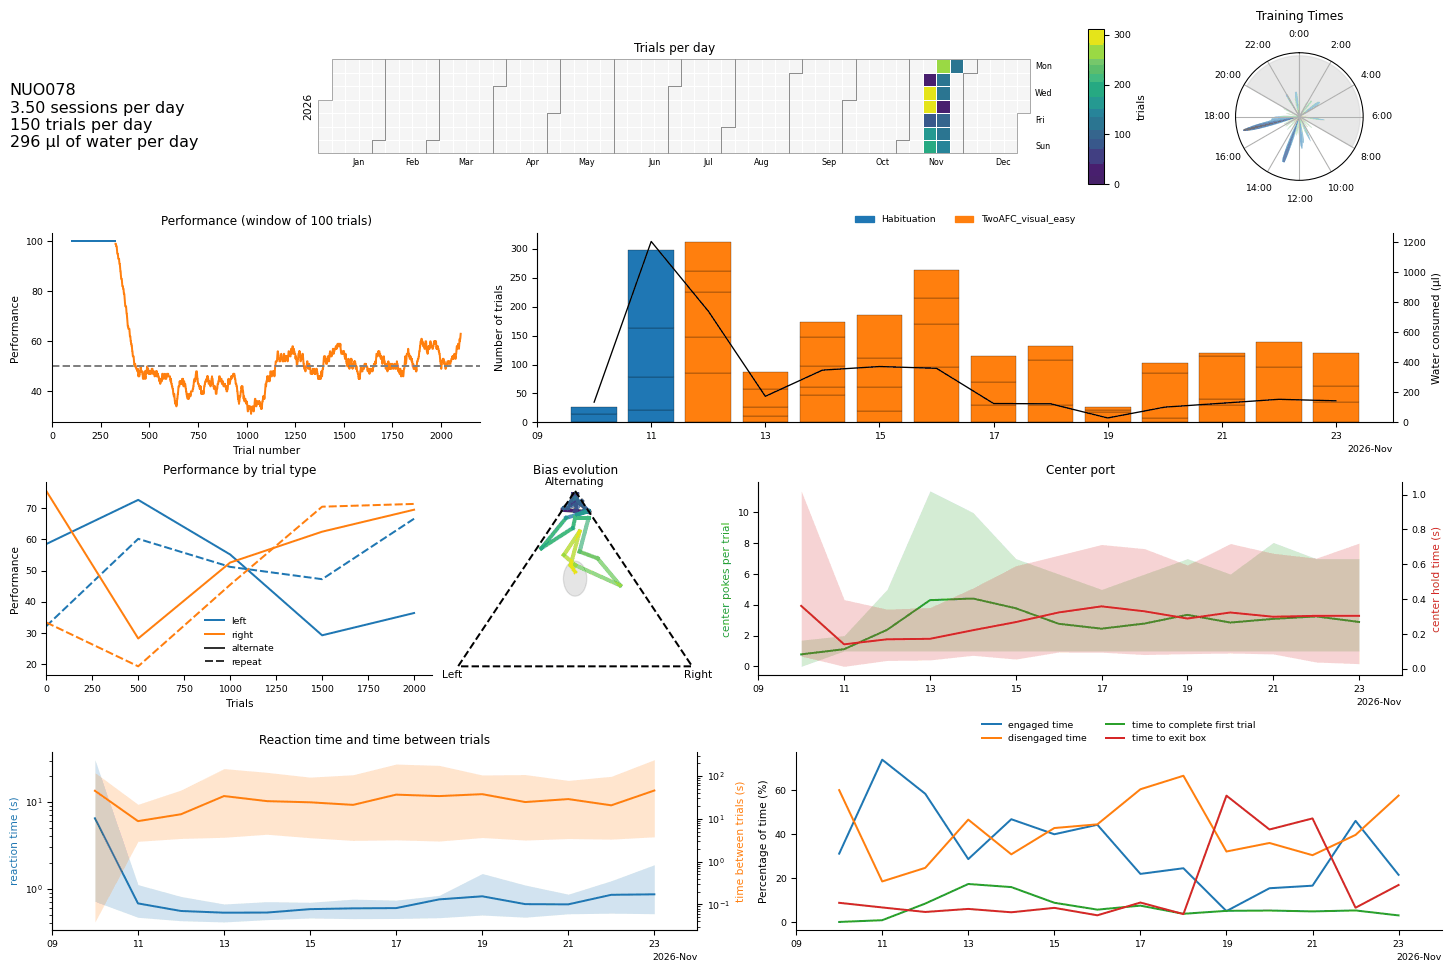 NUO078
3.50 sessions per day
150 trials per day
296 µl of water per day
Trials per day
2026
Jan Feb Mar Apr May Jun Jul Aug Sep Oct Nov Dec
Mon
Wed
Fri
Sun
300
200
100
0
trials
Training Times
0:00
2:00
4:00
6:00
8:00
10:00
12:00
14:00
16:00
18:00
20:00
22:00
Performance (window of 100 trials)
Performance
100
80
60
40
0 250 500 750 1000 1250 1500 1750 2000
Trial number
Habituation TwoAFC_visual_easy
Number of trials
300
250
200
150
100
50
0
09 11 13 15 17 19 21 23
2026-Nov
1200
1000
800
600
400
200
0
Water consumed (µl)
Performance by trial type
Performance
70
60
50
40
30
20
left
right
alternate
repeat
0 250 500 750 1000 1250 1500 1750 2000
Trials
Bias evolution
Alternating
Left Right
Center port
center pokes per trial
10
8
6
4
2
0
09 11 13 15 17 19 21 23
2026-Nov
1.0
0.8
0.6
0.4
0.2
0.0
center hold time (s)
Reaction time and time between trials
reaction time (s)
10¹
10⁰
09 11 13 15 17 19 21 23
2026-Nov
10²
10¹
10⁰
10⁻¹
time between trials (s)
engaged time time to complete first trial
disengaged time time to exit box
Percentage of time (%)
60
40
20
0
09 11 13 15 17 19 21 23
2026-Nov